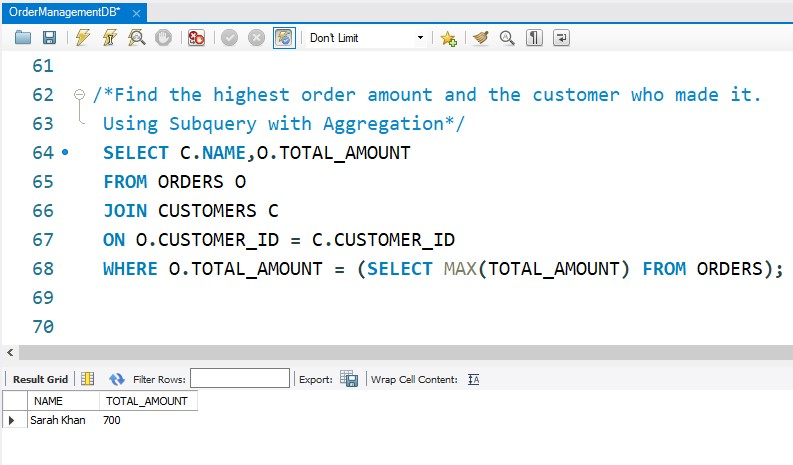 OrderManagementDB*
Don't Limit
61
62 /*Find the highest order amount and the customer who made it.
63 Using Subquery with Aggregation*/
64 SELECT C.NAME,O.TOTAL_AMOUNT
65 FROM ORDERS O
66 JOIN CUSTOMERS C
67 ON O.CUSTOMER_ID = C.CUSTOMER_ID
68 WHERE O.TOTAL_AMOUNT = (SELECT MAX(TOTAL_AMOUNT) FROM ORDERS);
69
70
Result Grid Filter Rows: Export: Wrap Cell Content:
NAME TOTAL_AMOUNT
Sarah Khan 700